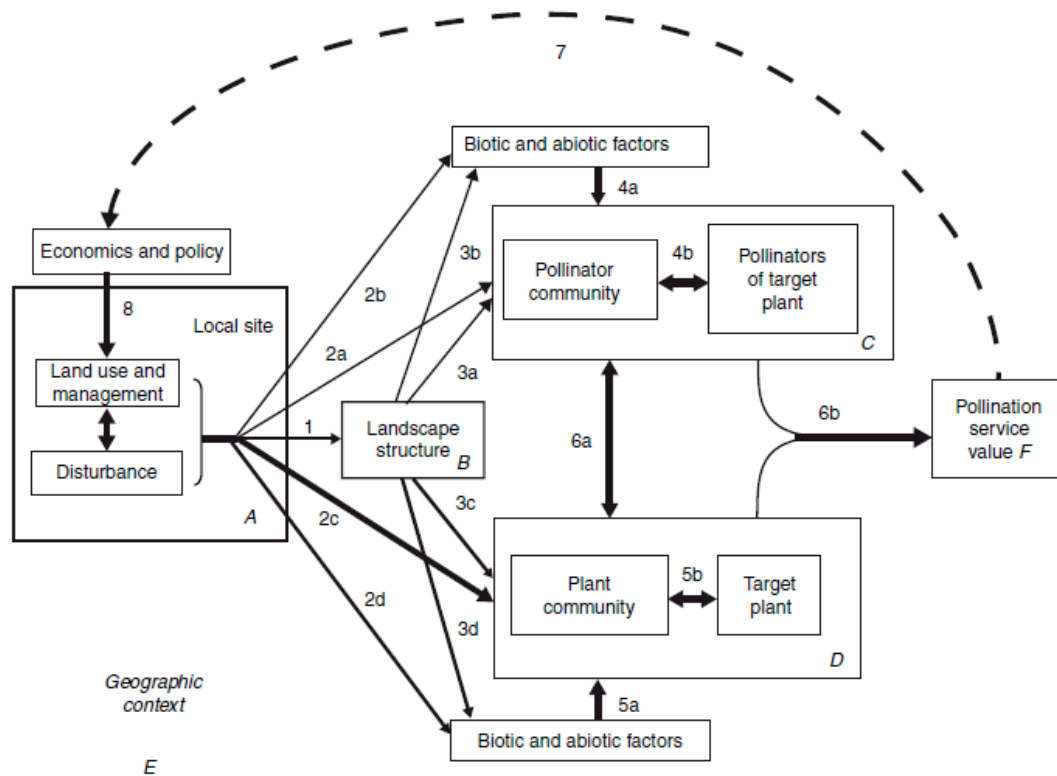 7
Biotic and abiotic factors
4a
Economics and policy
3b
Pollinator
community
4b
Pollinators
of target
plant
8
Local site
2b
C
2a
3a
Land use and
management
1
Landscape
structure
B
6a
6b
Pollination
service
value F
Disturbance
A
2c
3c
Plant
community
5b
Target
plant
2d
3d
D
Geographic
context
5a
Biotic and abiotic factors
E